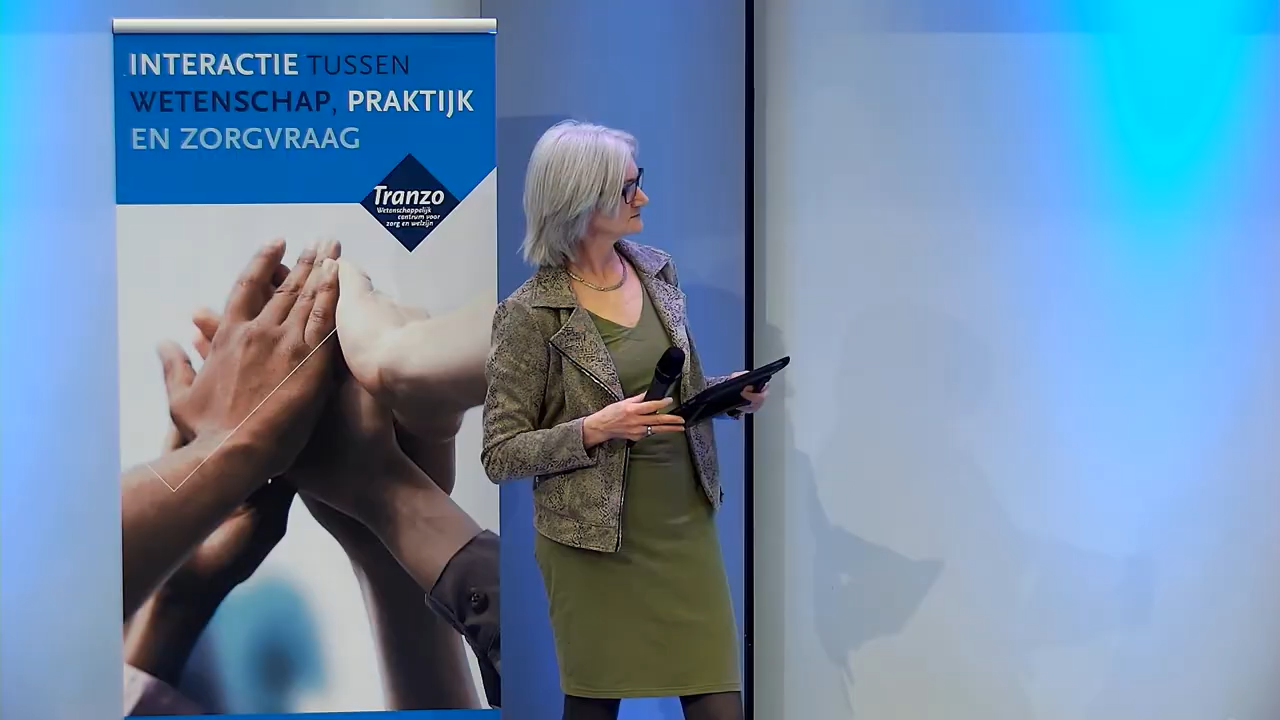 INTERACTIE TUSSEN
WETENSCHAP, PRAKTIJK
EN ZORGVRAAG
Tranzo
Wetenschappelijk
centrum voor
zorg en welzijn